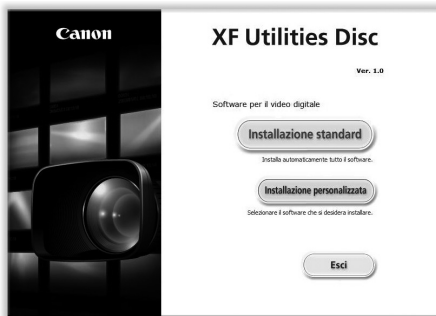 Canon
XF Utilities Disc
Ver. 1.0
Software per il video digitale
Installazione standard
Installa automaticamente tutto il software.
Installazione personalizzata
Selezionare il software che si desidera installare.
Esci